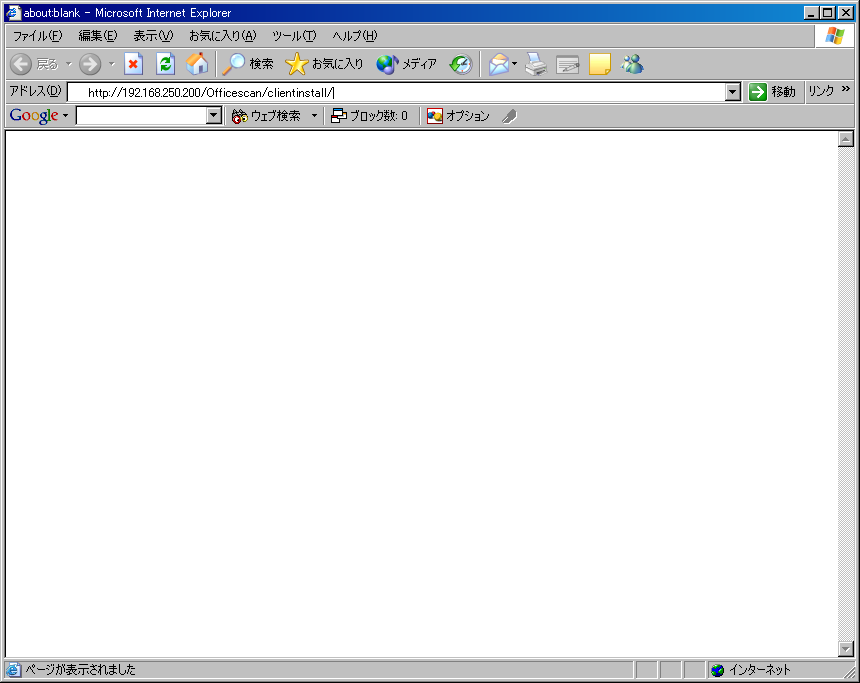 about:blank - Microsoft Internet Explorer
ファイル(F) 編集(E) 表示(V) お気に入り(A) ツール(T) ヘルプ(H)
戻る 検索 お気に入り メディア
アドレス(D) http://192.168.250.200/Officescan/clientinstall/ 移動 リンク »
Google ウェブ検索 ブロック数: 0 オプション
ページが表示されました インターネット